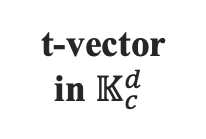 t-vector
in 𝕂_c^d